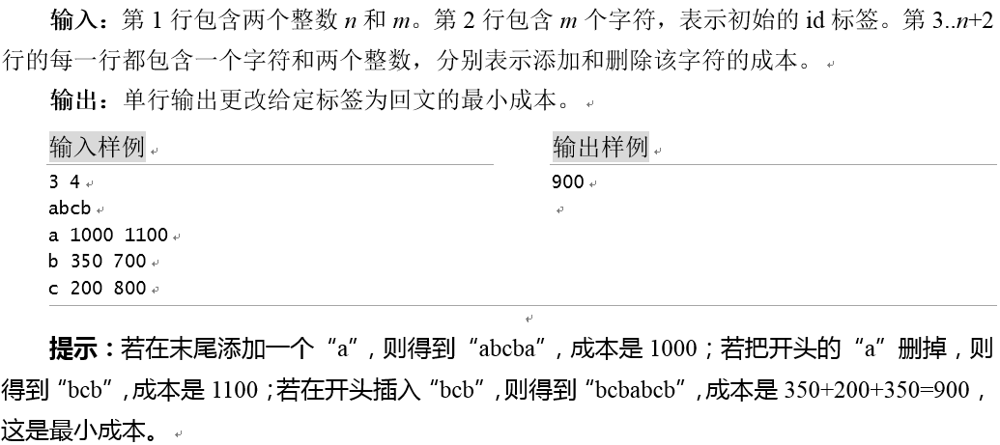 输入：第 1 行包含两个整数 n 和 m。第 2 行包含 m 个字符，表示初始的 id 标签。第 3..n+2
行的每一行都包含一个字符和两个整数，分别表示添加和删除该字符的成本。
输出：单行输出更改给定标签为回文的最小成本。
输入样例 输出样例
3 4 900
abcb
a 1000 1100
b 350 700
c 200 800
提示：若在末尾添加一个“a”，则得到“abcba”，成本是 1000；若把开头的“a”删掉，则
得到“bcb”，成本是 1100；若在开头插入“bcb”，则得到“bcbabcb”，成本是 350+200+350=900，
这是最小成本。